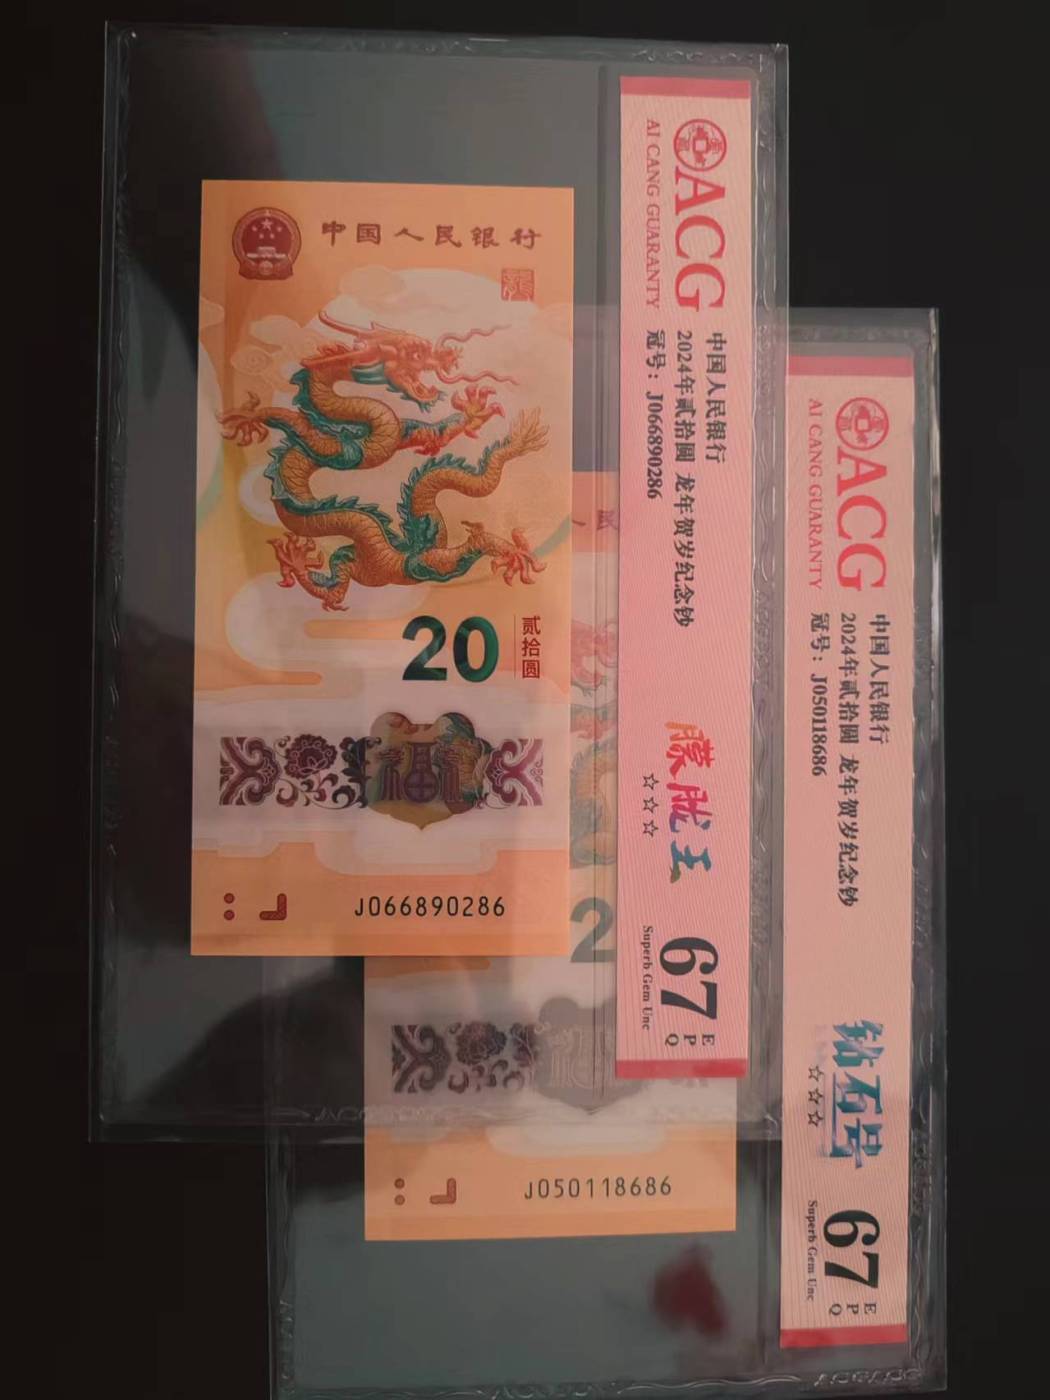 中国人民银行
20
贰拾圆
J066890286
ACG
AI CANG GUARANTY
中国人民银行
2024年贰拾圆 龙年贺岁纪念钞
冠号：J066890286
朦胧王
☆☆☆
67
EPQ
Superb Gem Unc
2
J050118686
ACG
AI CANG GUARANTY
中国人民银行
2024年贰拾圆 龙年贺岁纪念钞
冠号：J050118686
钻石号
☆☆☆
67
EPQ
Superb Gem Unc